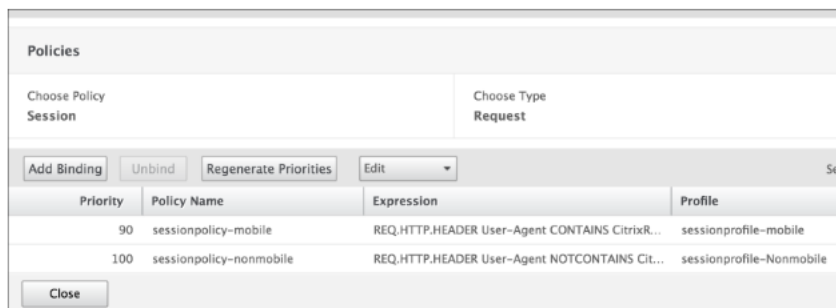 Policies
Choose Policy Choose Type
Session Request
Add Binding Unbind Regenerate Priorities Edit Se
Priority Policy Name Expression Profile
90 sessionpolicy-mobile REQ.HTTP.HEADER User-Agent CONTAINS CitrixR... sessionprofile-mobile
100 sessionpolicy-nonmobile REQ.HTTP.HEADER User-Agent NOTCONTAINS Cit... sessionprofile-Nonmobile
Close